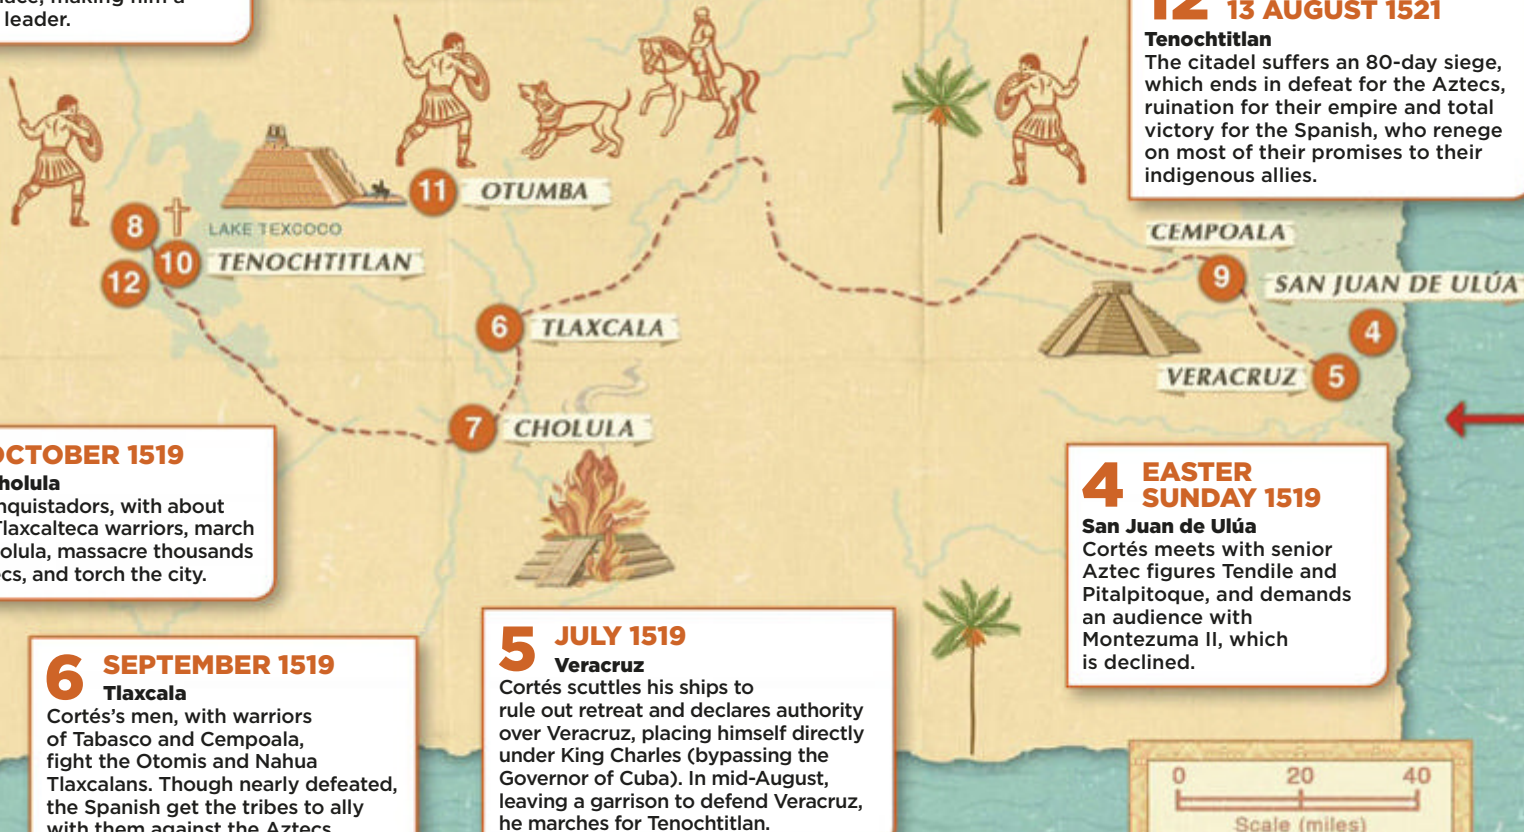 leader.
12 13 AUGUST 1521
Tenochtitlan
The citadel suffers an 80-day siege,
which ends in defeat for the Aztecs,
ruination for their empire and total
victory for the Spanish, who renege
on most of their promises to their
indigenous allies.
11 OTUMBA
8
LAKE TEXCOCO
10 TENOCHTITLAN
12
CEMPOALA
9
SAN JUAN DE ULÚA
4
6 TLAXCALA
VERACRUZ 5
7 CHOLULA
OCTOBER 1519
Cholula
Tlaxcalteca warriors, march
massacre thousands
and torch the city.
with about
4 EASTER
SUNDAY 1519
San Juan de Ulúa
Cortés meets with senior
Aztec figures Tendile and
Pitalpitoque, and demands
an audience with
Montezuma II, which
is declined.
6 SEPTEMBER 1519
Tlaxcala
Cortés's men, with warriors
of Tabasco and Cempoala,
fight the Otomis and Nahua
Tlaxcalans. Though nearly defeated,
the Spanish get the tribes to ally
with them against the Aztecs
5 JULY 1519
Veracruz
Cortés scuttles his ships to
rule out retreat and declares authority
over Veracruz, placing himself directly
under King Charles (bypassing the
Governor of Cuba). In mid-August,
leaving a garrison to defend Veracruz,
he marches for Tenochtitlan.
0 20 40
Scale (miles)